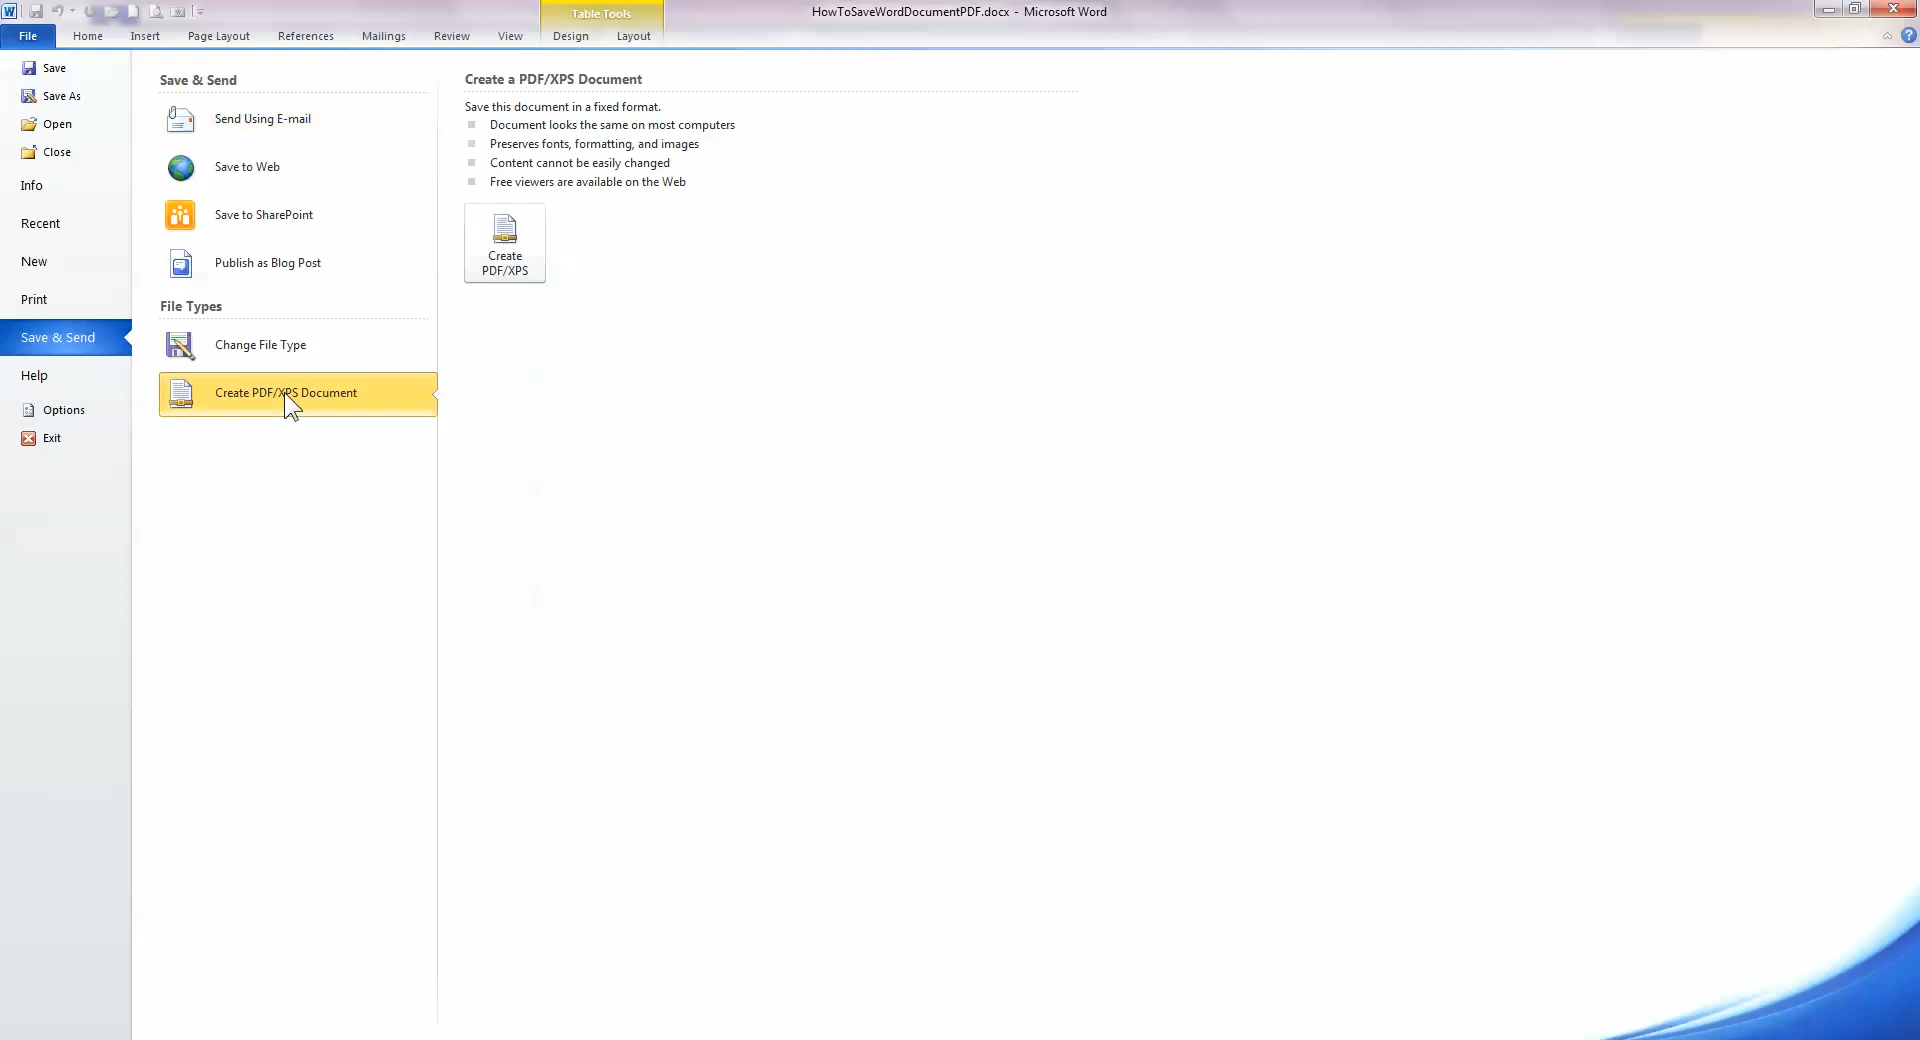 Table Tools
HowToSaveWordDocumentPDF.docx - Microsoft Word
File Home Insert Page Layout References Mailings Review View Design Layout
Save
Save As
Open
Close
Info
Recent
New
Print
Save & Send
Help
Options
Exit
Save & Send
Send Using E-mail
Save to Web
Save to SharePoint
Publish as Blog Post
File Types
Change File Type
Create PDF/XPS Document
Create a PDF/XPS Document
Save this document in a fixed format.
Document looks the same on most computers
Preserves fonts, formatting, and images
Content cannot be easily changed
Free viewers are available on the Web
Create
PDF/XPS